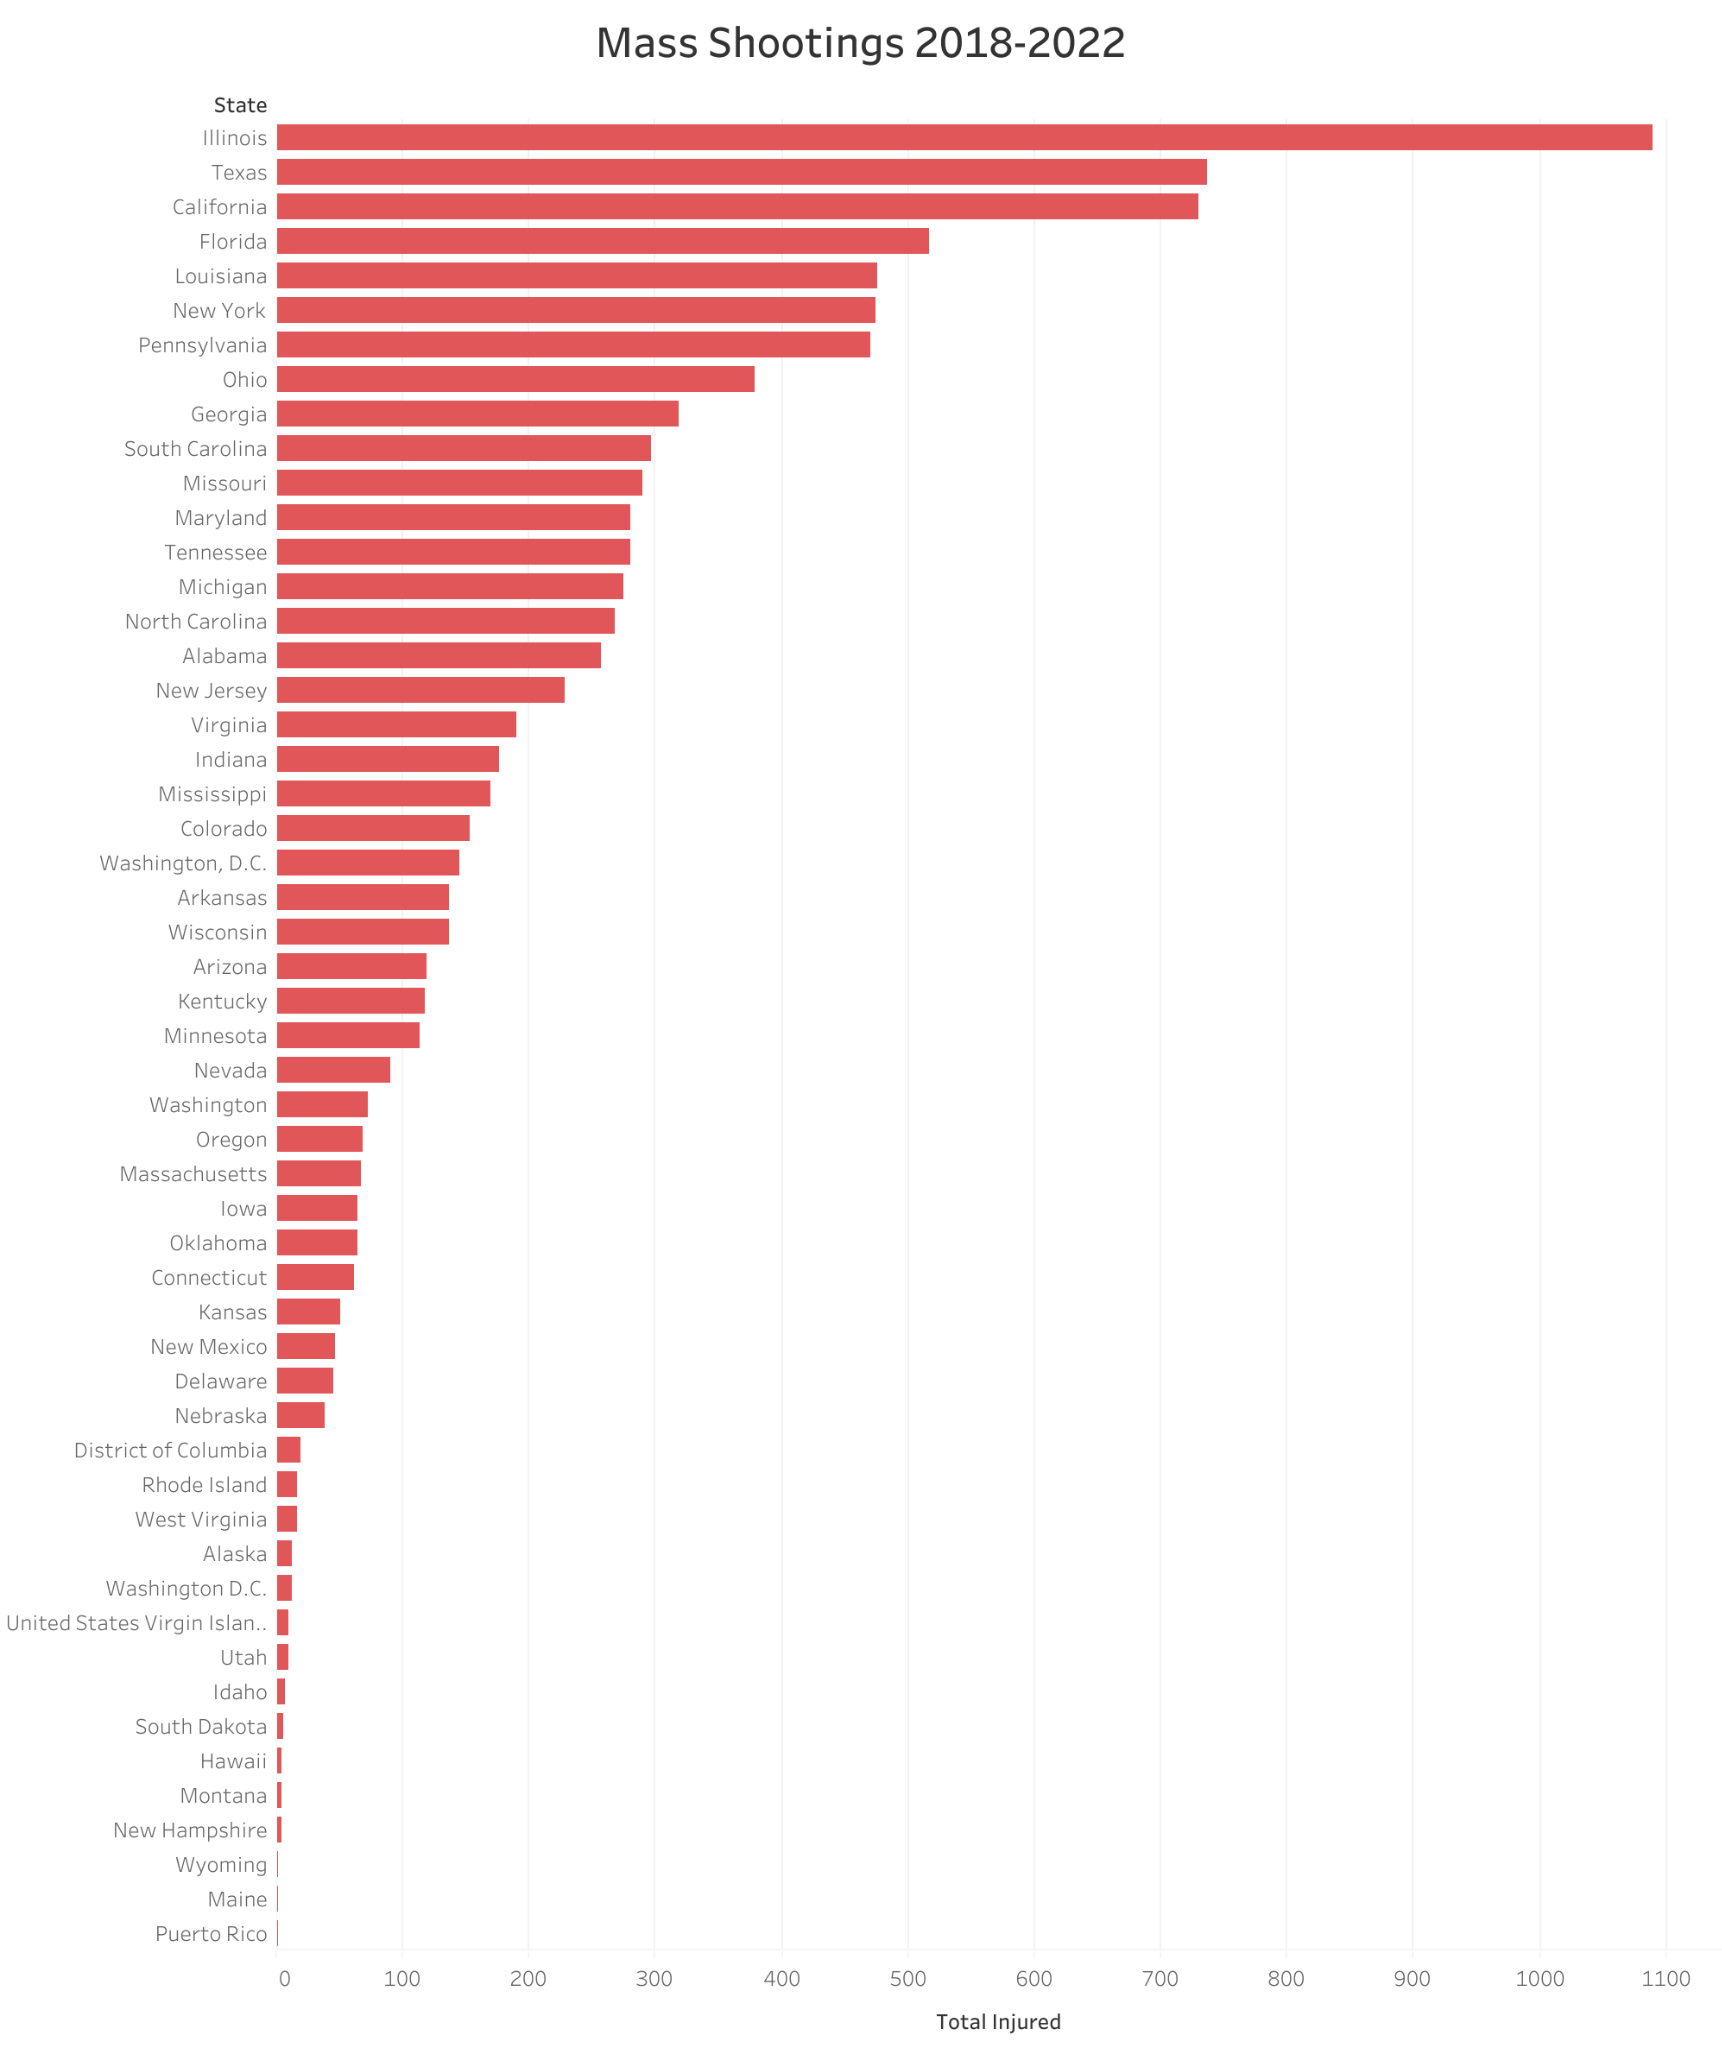 Mass Shootings 2018-2022
State
Illinois
Texas
California
Florida
Louisiana
New York
Pennsylvania
Ohio
Georgia
South Carolina
Missouri
Maryland
Tennessee
Michigan
North Carolina
Alabama
New Jersey
Virginia
Indiana
Mississippi
Colorado
Washington, D.C.
Arkansas
Wisconsin
Arizona
Kentucky
Minnesota
Nevada
Washington
Oregon
Massachusetts
Iowa
Oklahoma
Connecticut
Kansas
New Mexico
Delaware
Nebraska
District of Columbia
Rhode Island
West Virginia
Alaska
Washington D.C.
United States Virgin Islan..
Utah
Idaho
South Dakota
Hawaii
Montana
New Hampshire
Wyoming
Maine
Puerto Rico
0 100 200 300 400 500 600 700 800 900 1000 1100
Total Injured